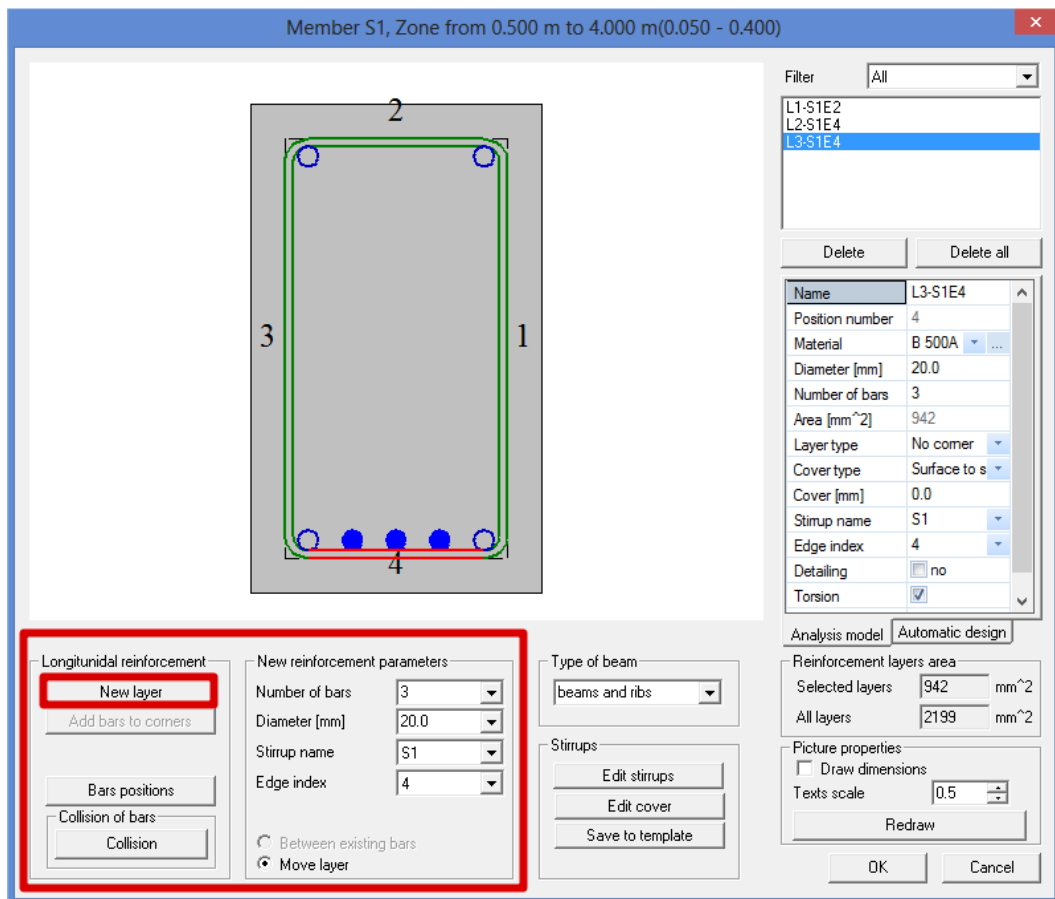 Member S1, Zone from 0.500 m to 4.000 m(0.050 - 0.400)
×
2
3
1
4
Filter
All
L1-S1E2
L2-S1E4
L3-S1E4
Delete
Delete all
Name L3-S1E4
Position number 4
Material B 500A ...
Diameter [mm] 20.0
Number of bars 3
Area [mm^2] 942
Layer type No corner
Cover type Surface to s
Cover [mm] 0.0
Stirrup name S1
Edge index 4
Detailing no
Torsion
Analysis model
Automatic design
Longitunidal reinforcement
New layer
Add bars to corners
Bars positions
Collision of bars
Collision
New reinforcement parameters
Number of bars 3
Diameter [mm] 20.0
Stirrup name S1
Edge index 4
Between existing bars
Move layer
Type of beam
beams and ribs
Stirrups
Edit stirrups
Edit cover
Save to template
Reinforcement layers area
Selected layers 942 mm^2
All layers 2199 mm^2
Picture properties
Draw dimensions
Texts scale 0.5
Redraw
OK
Cancel